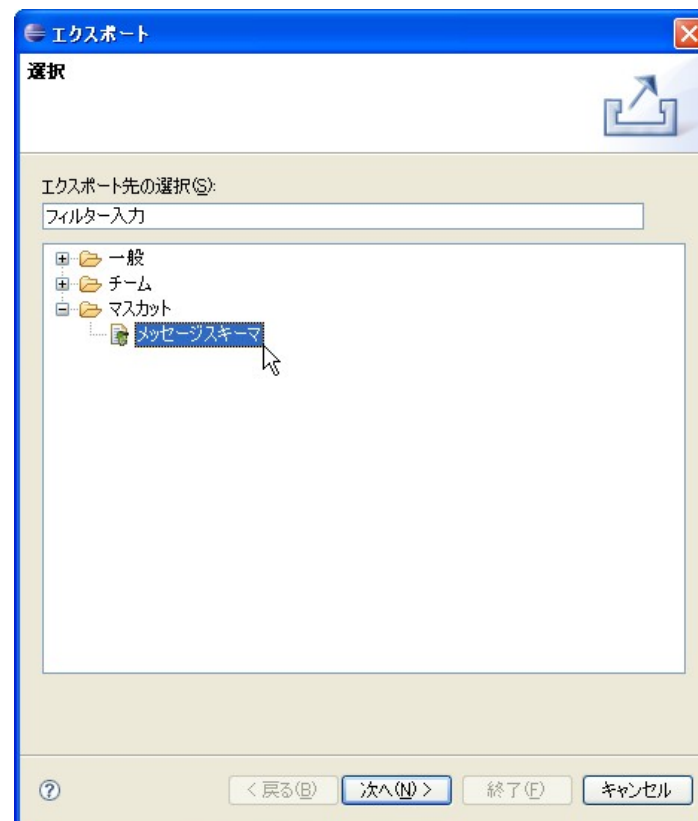 エクスポート
選択
エクスポート先の選択(S):
フィルター入力
一般
チーム
マスカット
メッセージスキーマ
< 戻る(B) 次へ(N) > 終了(F) キャンセル